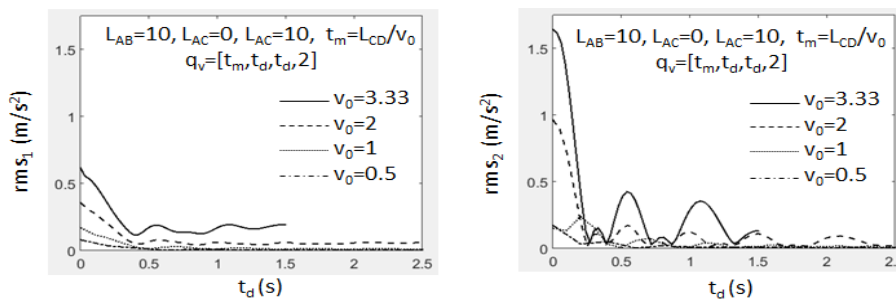 L_AB=10, L_AC=0, L_AC=10, t_m=L_CD/v_0
q_v=[t_m,t_d,t_d,2]
v_0=3.33
v_0=2
v_0=1
v_0=0.5
rms_1 (m/s²)
1.5
1
0.5
0
0 0.5 1 1.5 2 2.5
t_d (s)
L_AB=10, L_AC=0, L_AC=10, t_m=L_CD/v_0
q_v=[t_m,t_d,t_d,2]
v_0=3.33
v_0=2
v_0=1
v_0=0.5
rms_2 (m/s²)
1.5
1
0.5
0
0 0.5 1 1.5 2 2.5
t_d (s)